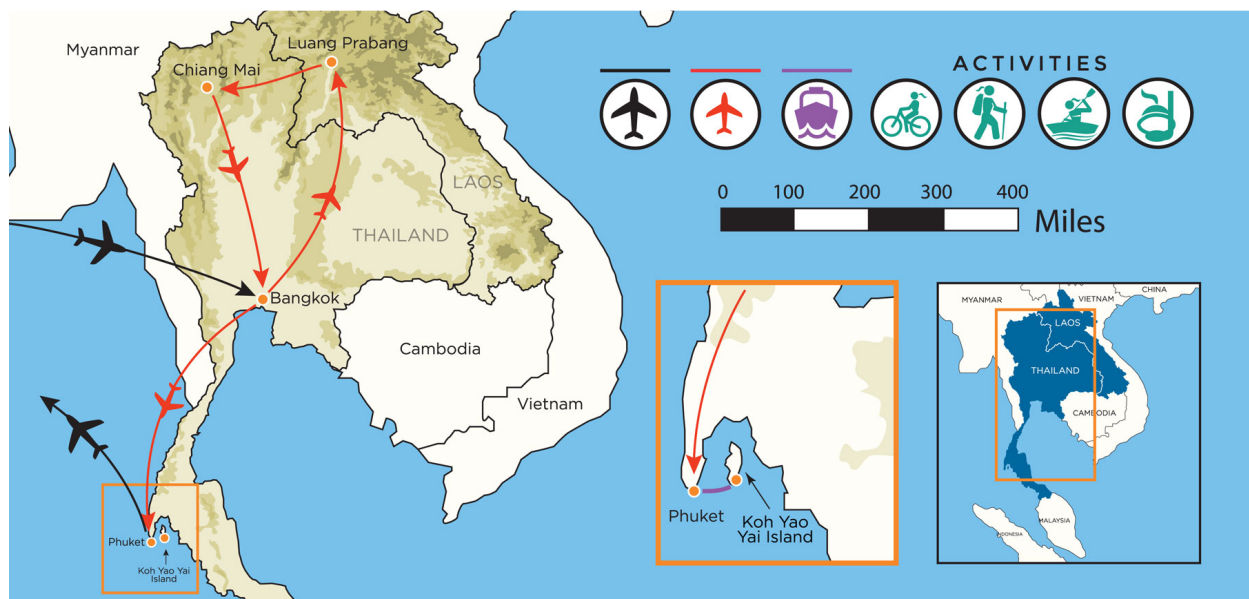 Myanmar
Luang Prabang
Chiang Mai
LAOS
THAILAND
Bangkok
Cambodia
Vietnam
Phuket
Koh Yao Yai
Island
ACTIVITIES
0 100 200 300 400
Miles
Phuket
Koh Yao
Yai Island
MYANMAR
VIETNAM
CHINA
LAOS
THAILAND
CAMBODIA
MALAYSIA
INDONESIA